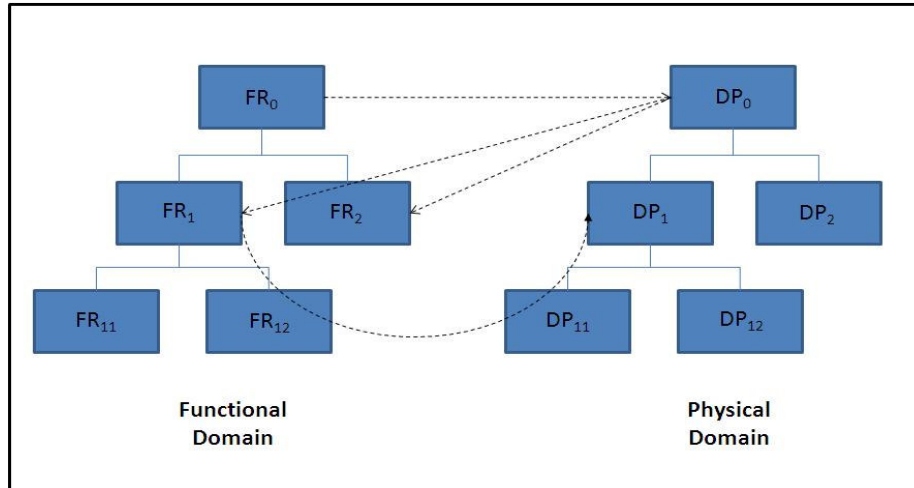 FR₀ DP₀
FR₁ FR₂ DP₁ DP₂
FR₁₁ FR₁₂ DP₁₁ DP₁₂
Functional Physical
Domain Domain